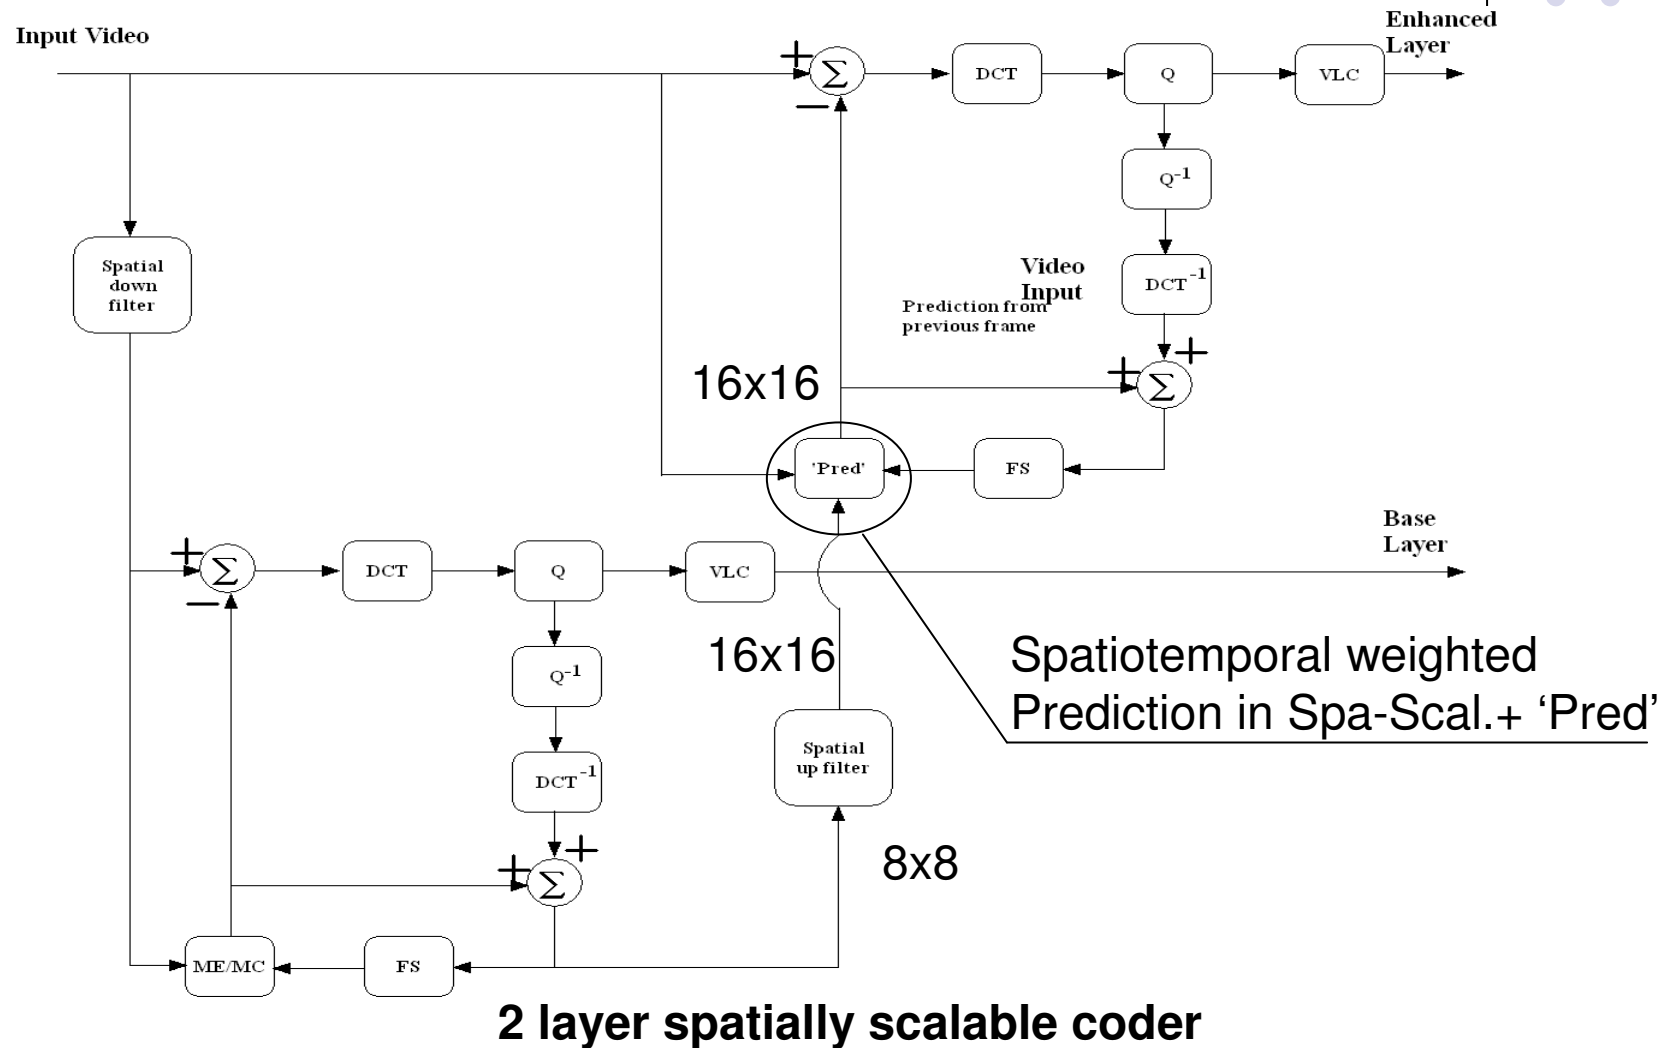 Input Video
Enhanced
Layer
+
Σ
DCT
Q
VLC
−
Q-1
Spatial
down
filter
Video
Input
DCT-1
Prediction from
previous frame
+
+
16x16
Σ
'Pred'
FS
Base
Layer
+
Σ
DCT
Q
VLC
−
16x16
Spatiotemporal weighted
Prediction in Spa-Scal.+ ‘Pred’
Q-1
Spatial
up filter
DCT-1
+
+
8x8
Σ
ME/MC
FS
2 layer spatially scalable coder